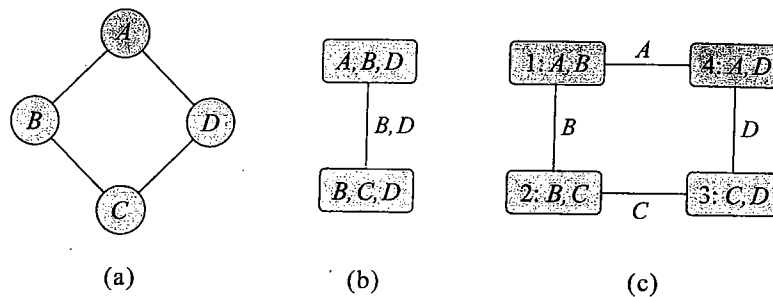 A
B
D
C
(a)
A, B, D
B, D
B, C, D
(b)
1: A, B
A
4: A, D
B
D
2: B, C
C
3: C, D
(c)